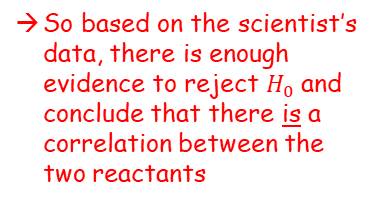 → So based on the scientist's
data, there is enough
evidence to reject H₀ and
conclude that there is a
correlation between the
two reactants